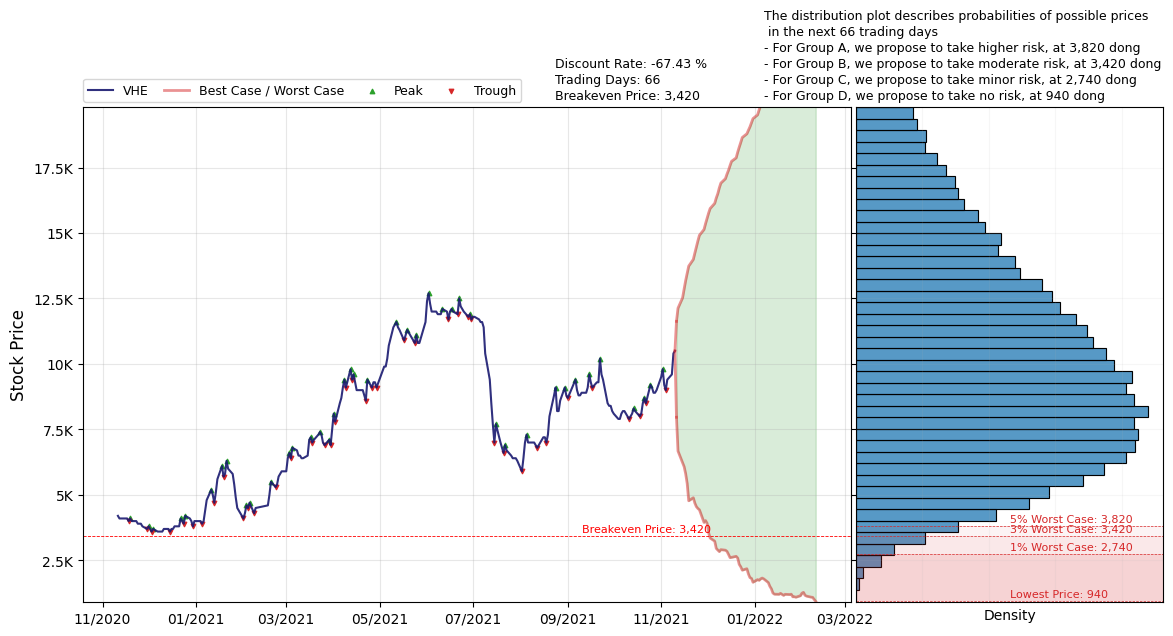 The distribution plot describes probabilities of possible prices
in the next 66 trading days
- For Group A, we propose to take higher risk, at 3,820 dong
- For Group B, we propose to take moderate risk, at 3,420 dong
- For Group C, we propose to take minor risk, at 2,740 dong
- For Group D, we propose to take no risk, at 940 dong
Discount Rate: -67.43 %
Trading Days: 66
Breakeven Price: 3,420
VHE
Best Case / Worst Case
Peak
Trough
Stock Price
17.5K
15K
12.5K
10K
7.5K
5K
2.5K
Breakeven Price: 3,420
5% Worst Case: 3,820
3% Worst Case: 3,420
1% Worst Case: 2,740
Lowest Price: 940
11/2020
01/2021
03/2021
05/2021
07/2021
09/2021
11/2021
01/2022
03/2022
Density